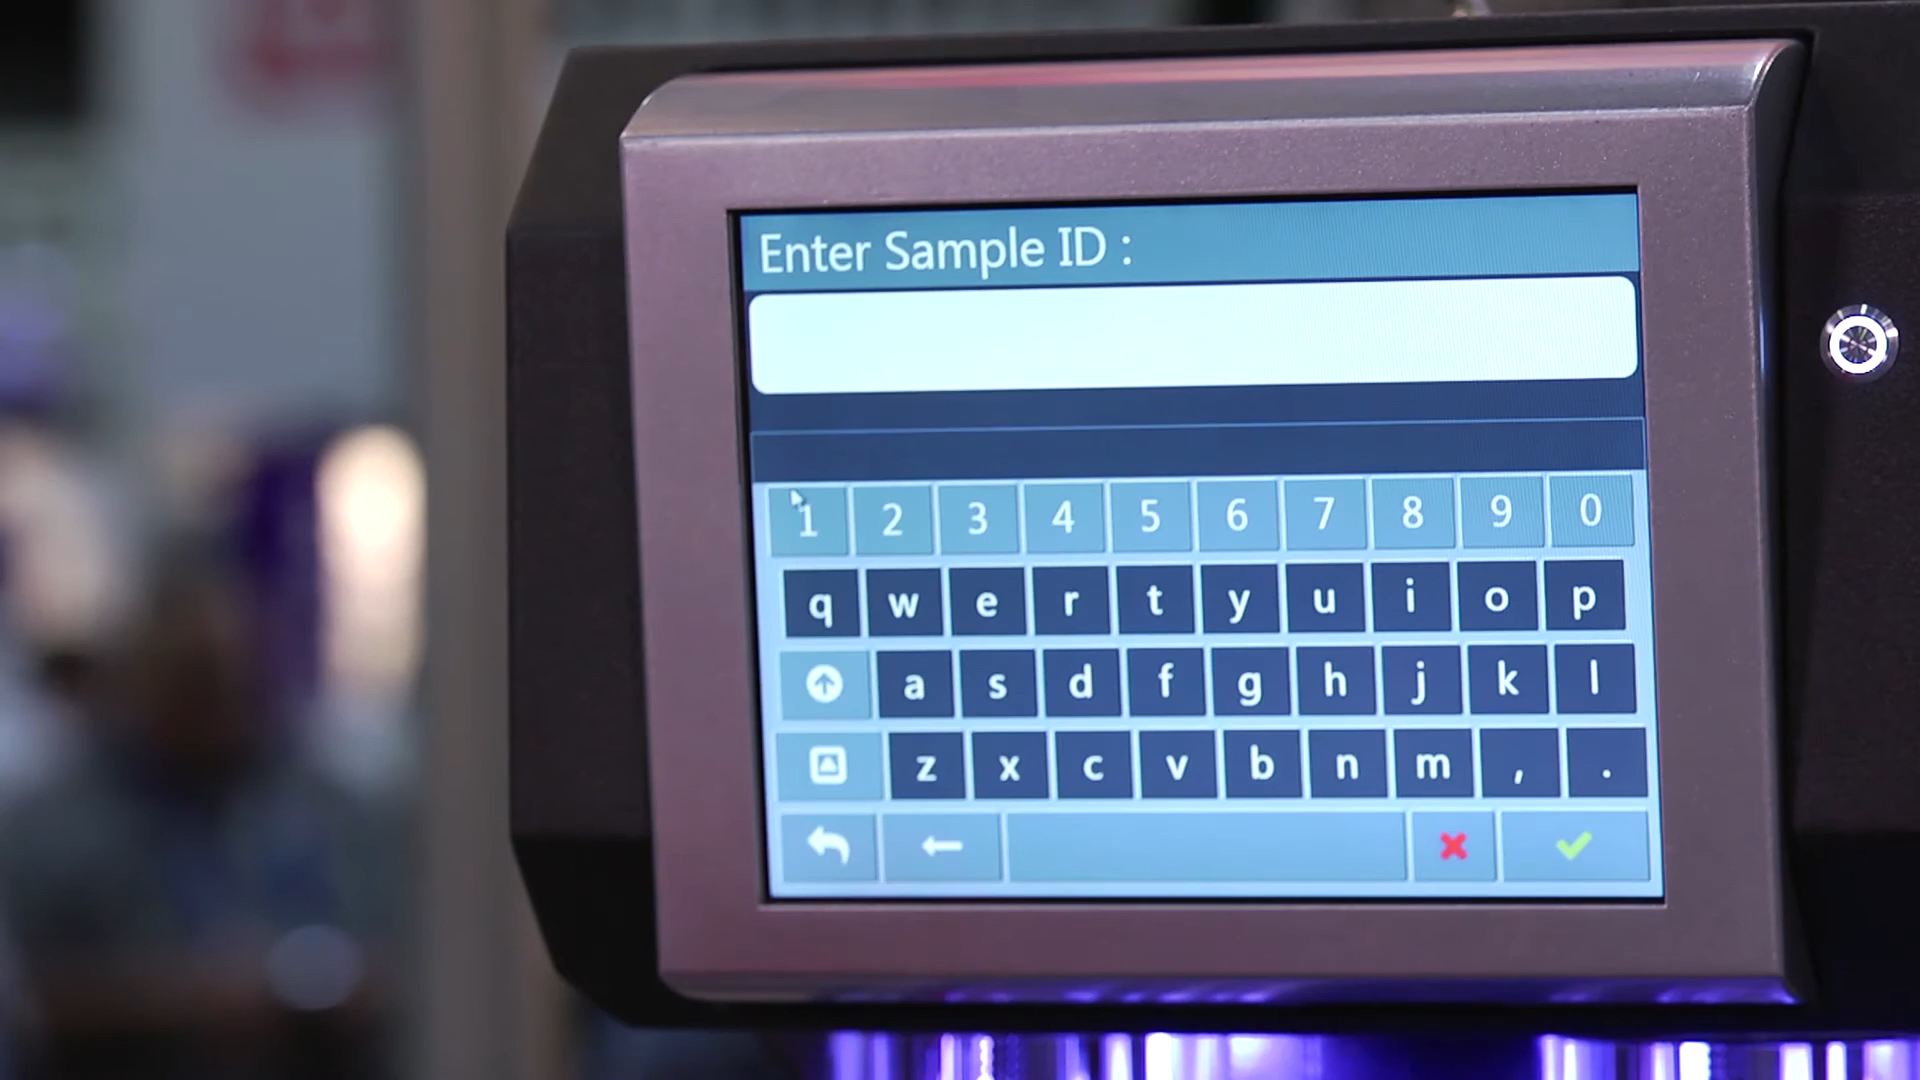 Enter Sample ID :
1 2 3 4 5 6 7 8 9 0
q w e r t y u i o p
a s d f g h j k l
z x c v b n m , .